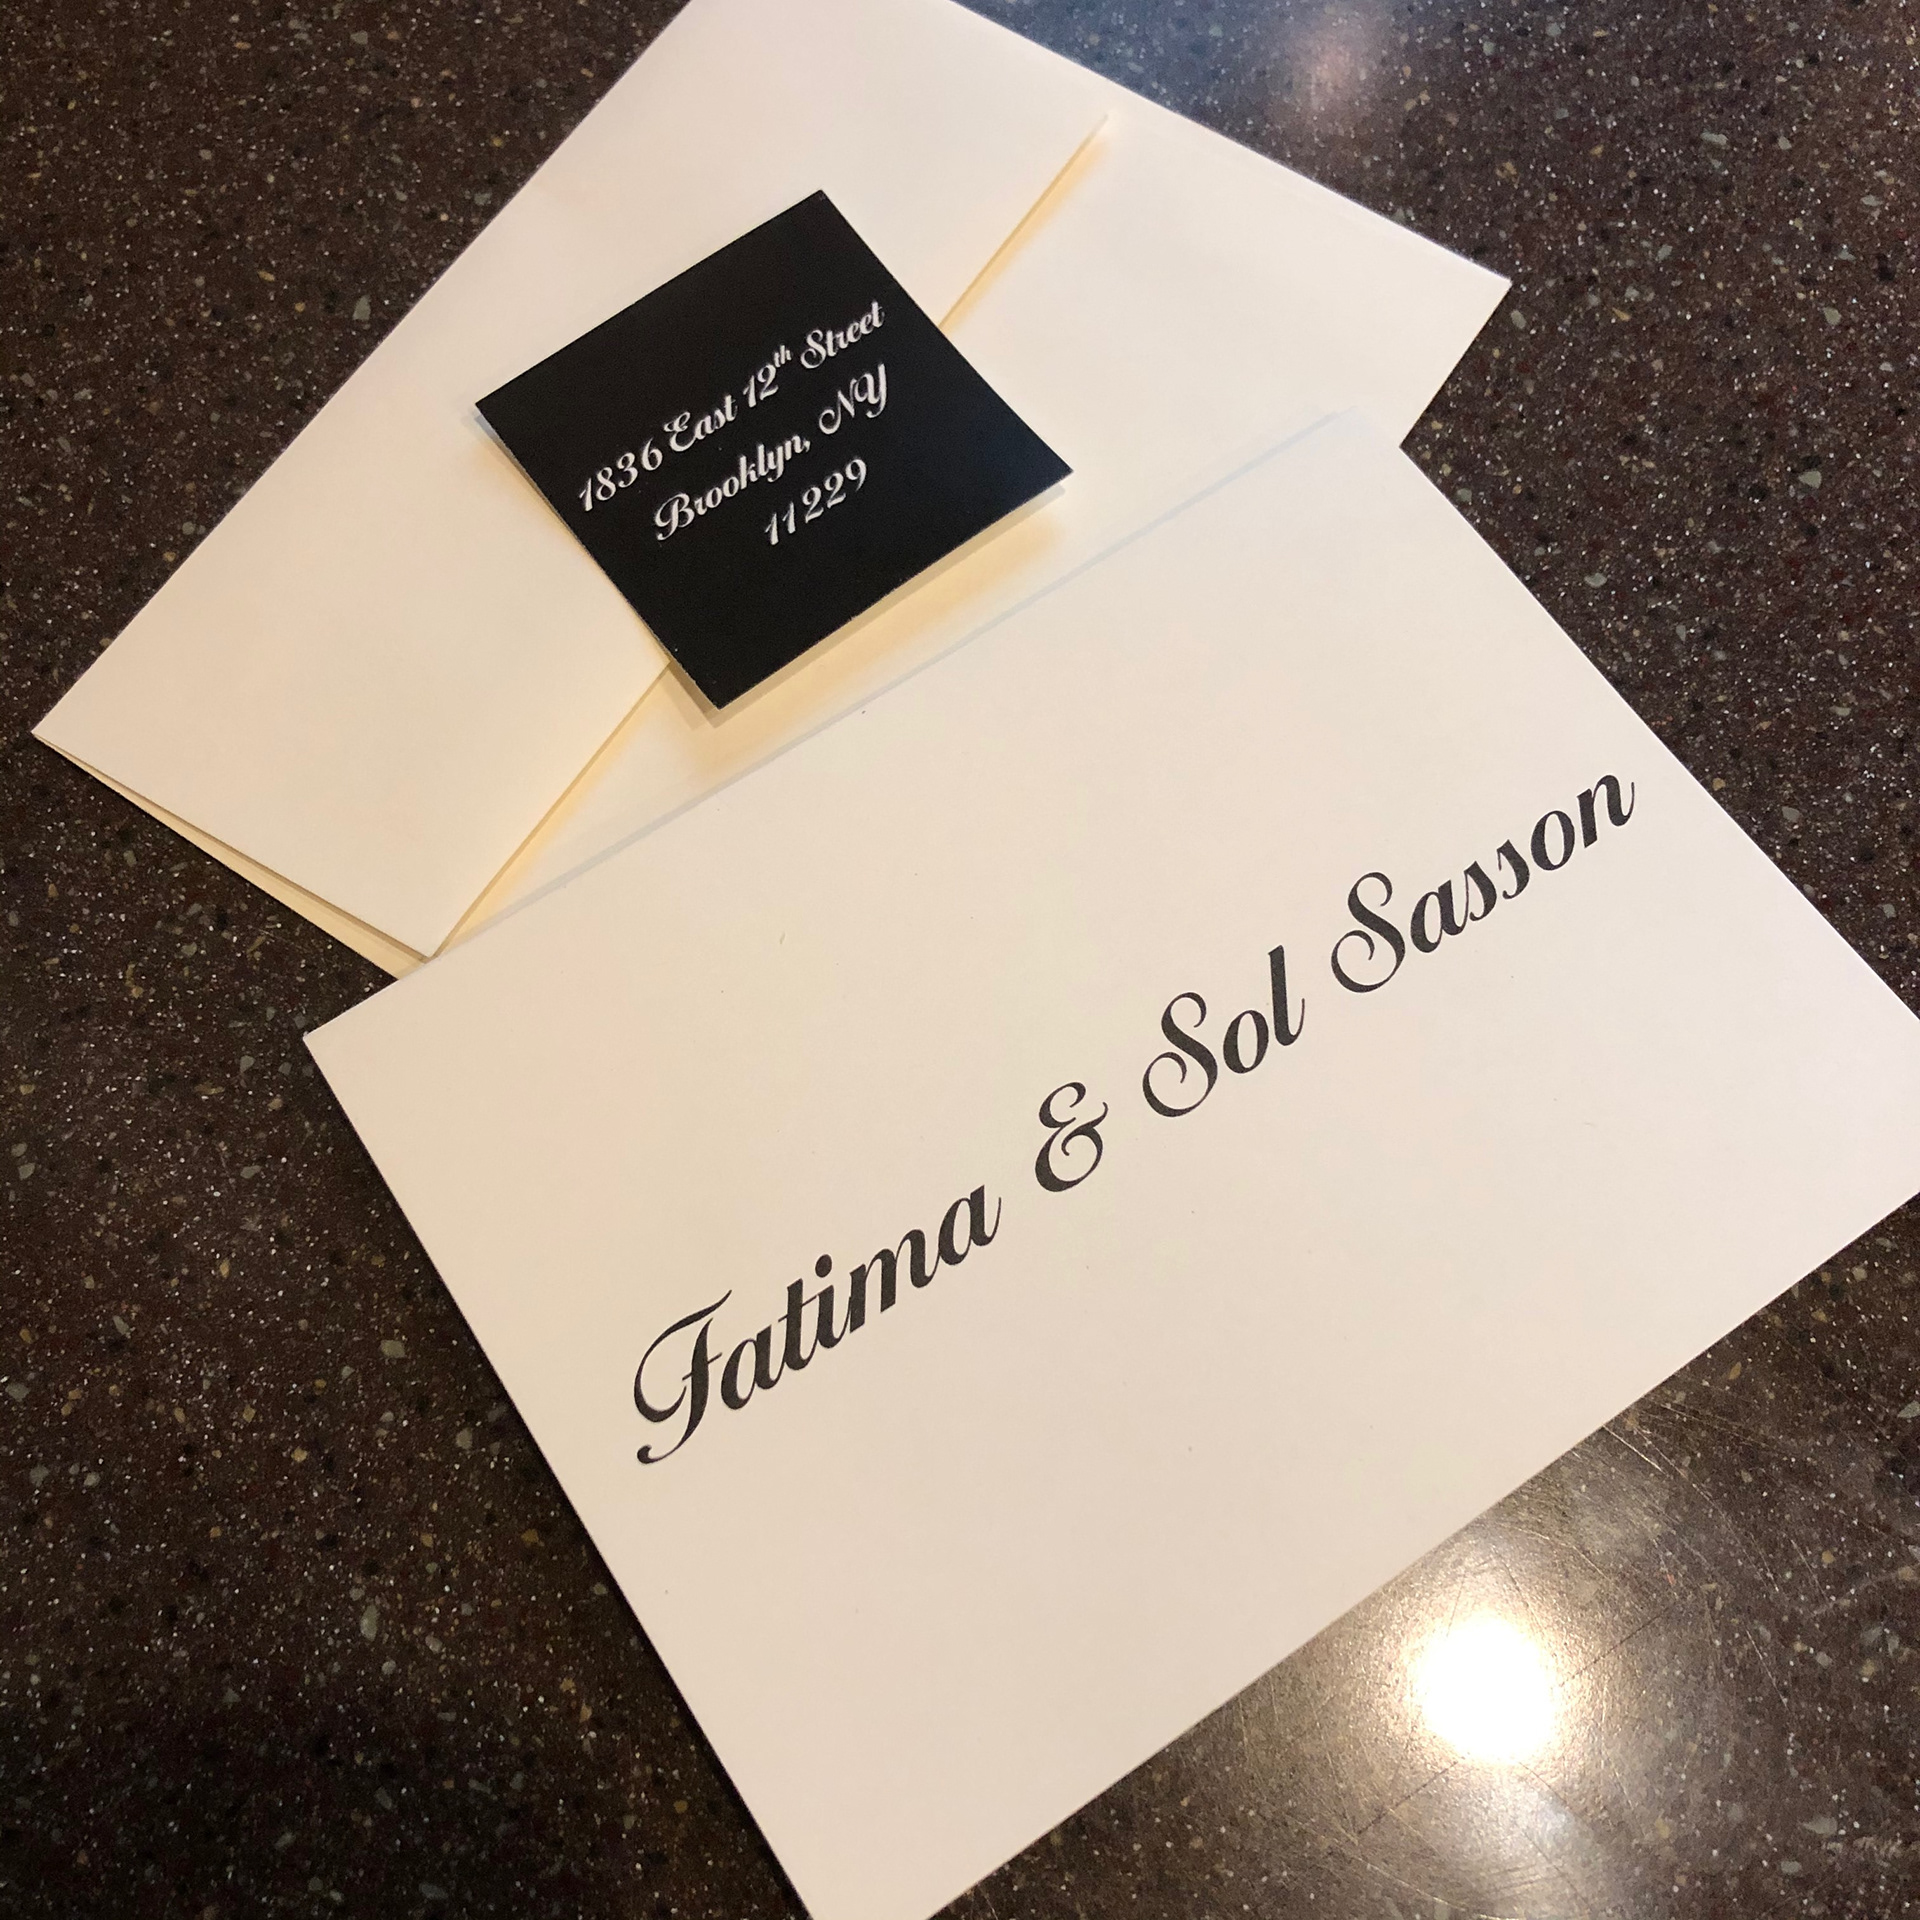 1836 East 12th Street
Brooklyn, NY
11229
Fatima & Sol Sasson